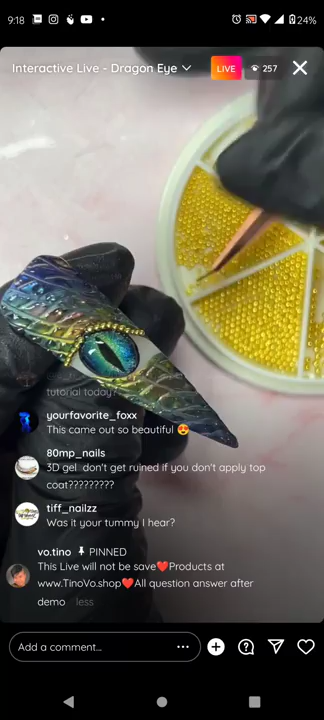 9:18
24%
Interactive Live - Dragon Eye
LIVE
257
tutorial today?
yourfavorite_foxx
This came out so beautiful 😍
80mp_nails
3D gel don't get ruined if you don't apply top
coat?????????
tiff_nailzz
Was it your tummy I hear?
vo.tino 📌 PINNED
This Live will not be save❤️Products at
www.TinoVo.shop❤️All question answer after
demo less
Add a comment...